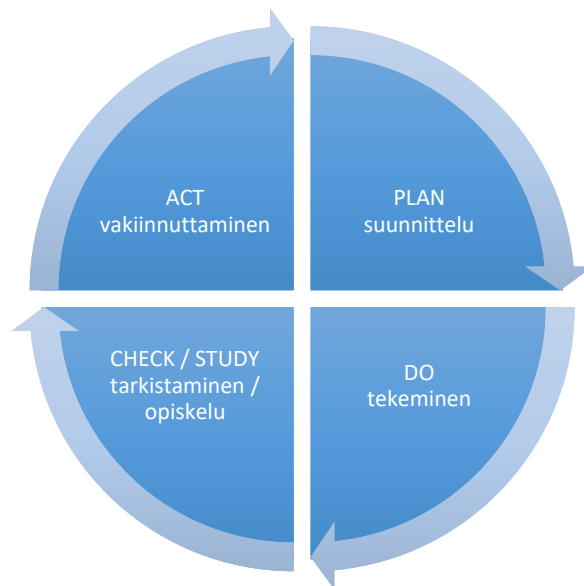 ACT
vakiinnuttaminen
PLAN
suunnittelu
CHECK / STUDY
tarkistaminen /
opiskelu
DO
tekeminen